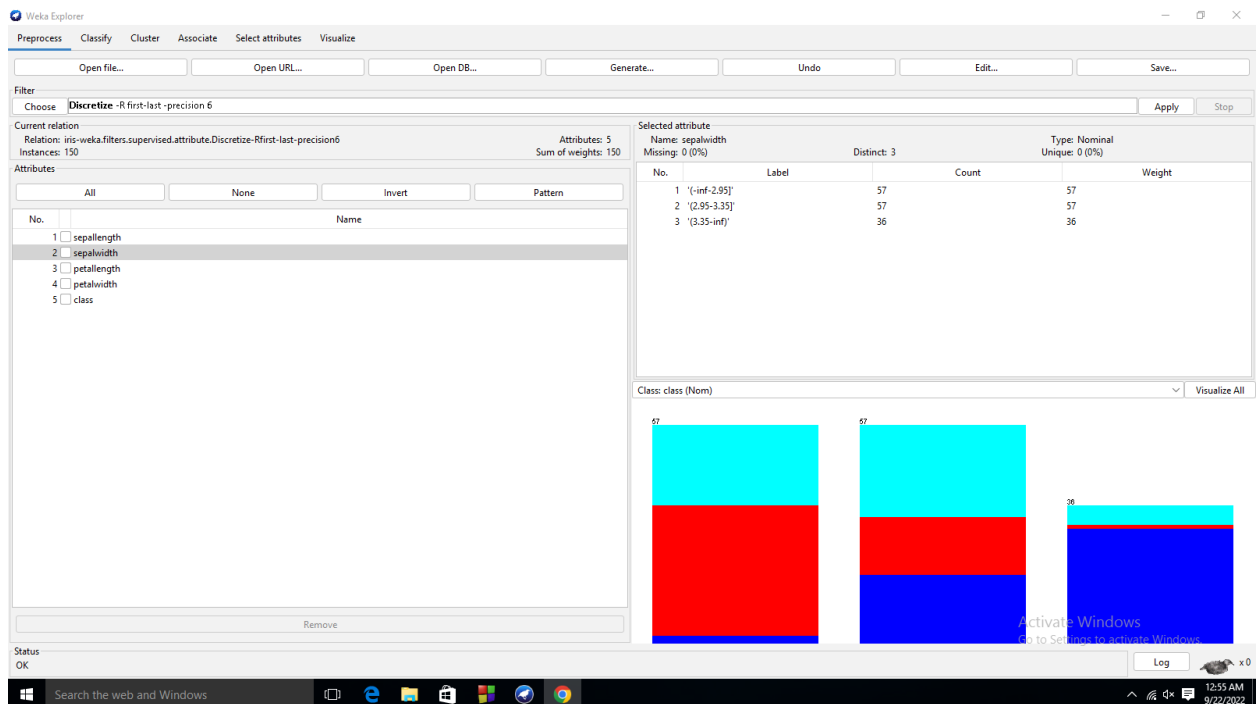 Weka Explorer
Preprocess Classify Cluster Associate Select attributes Visualize
Open file... Open URL... Open DB... Generate... Undo Edit... Save...
Filter
Choose Discretize -R first-last -precision 6 Apply Stop
Current relation
Relation: iris-weka.filters.supervised.attribute.Discretize-Rfirst-last-precision6 Attributes: 5
Instances: 150 Sum of weights: 150
Attributes
All None Invert Pattern
No. Name
1 sepallength
2 sepalwidth
3 petallength
4 petalwidth
5 class
Remove
Selected attribute
Name: sepalwidth Type: Nominal
Missing: 0 (0%) Distinct: 3 Unique: 0 (0%)
No. Label Count Weight
1 '(-inf-2.95]' 57 57
2 '(2.95-3.35]' 57 57
3 '(3.35-inf)' 36 36
Class: class (Nom) Visualize All
57 57
36
Activate Windows
Go to Settings to activate Windows.
Status
OK
Log x 0
Search the web and Windows
12:55 AM
9/22/2022